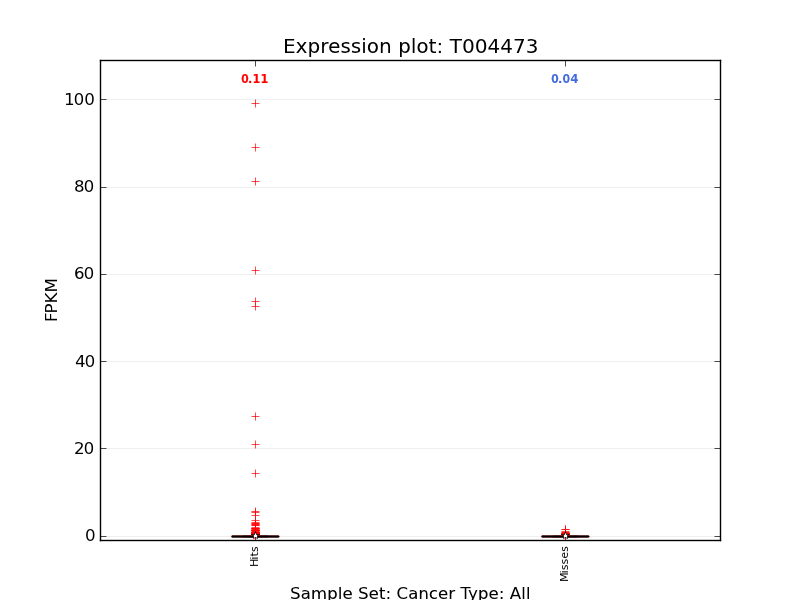 Expression plot: T004473
0.11
0.04
100
80
60
40
20
0
FPKM
Hits
Misses
Sample Set: Cancer Type: All